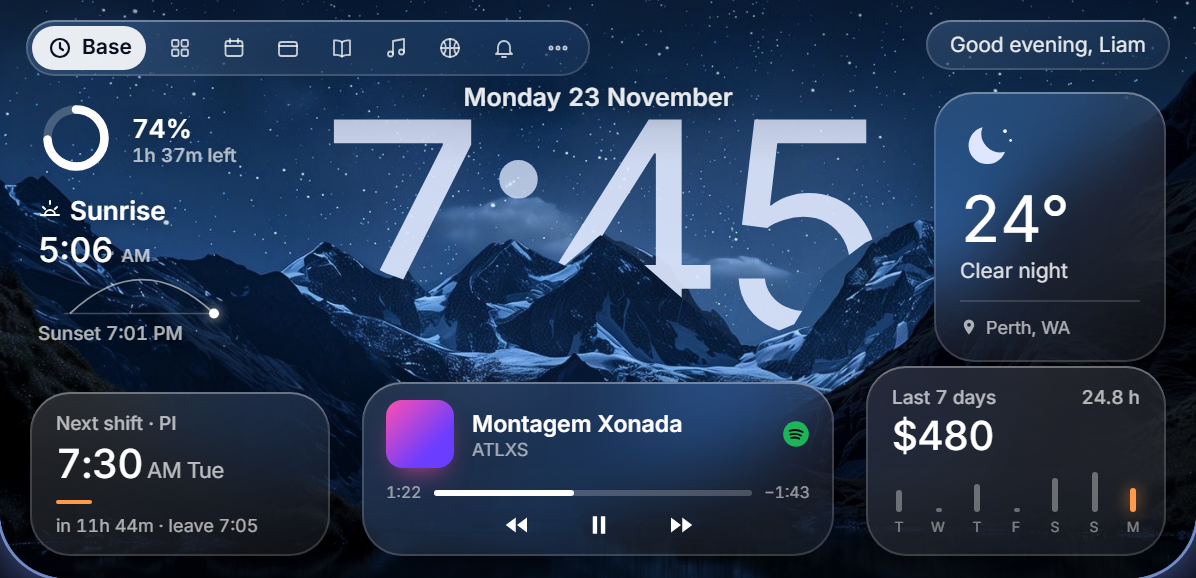 Base
Good evening, Liam
Monday 23 November
7:45
74%
1h 37m left
Sunrise
5:06 AM
Sunset 7:01 PM
24°
Clear night
Perth, WA
Next shift · PI
7:30 AM Tue
in 11h 44m · leave 7:05
Montagem Xonada
ATLXS
1:22 −1:43
Last 7 days 24.8 h
$480
T W T F S S M